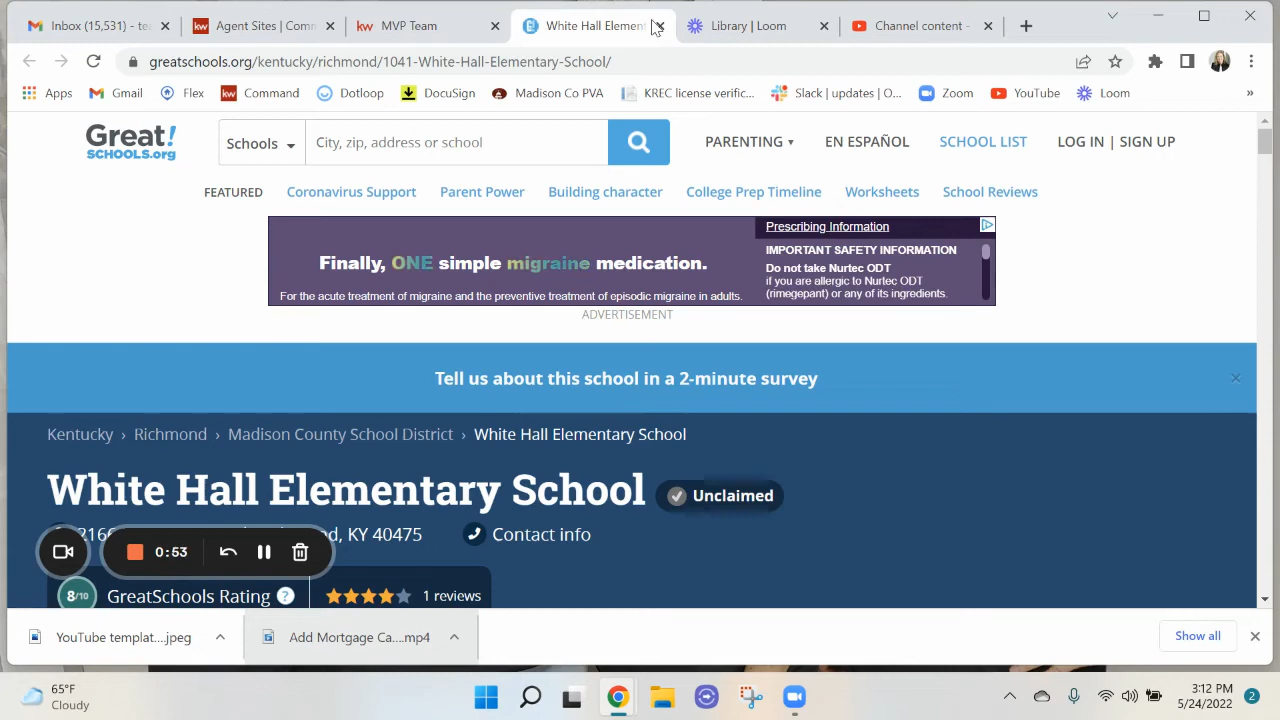 Inbox (15,531) - te
Agent Sites | Com
MVP Team
White Hall Element
Library | Loom
Channel content -
greatschools.org/kentucky/richmond/1041-White-Hall-Elementary-School/
Apps
Gmail
Flex
Command
Dotloop
DocuSign
Madison Co PVA
KREC license verific...
Slack | updates | O...
Zoom
YouTube
Loom
»
Great!
SCHOOLS.org
Schools
City, zip, address or school
PARENTING
EN ESPAÑOL
SCHOOL LIST
LOG IN | SIGN UP
FEATURED
Coronavirus Support
Parent Power
Building character
College Prep Timeline
Worksheets
School Reviews
Finally, ONE simple migraine medication.
For the acute treatment of migraine and the preventive treatment of episodic migraine in adults.
Prescribing Information
IMPORTANT SAFETY INFORMATION
Do not take Nurtec ODT
if you are allergic to Nurtec ODT
(rimegepant) or any of its ingredients.
ADVERTISEMENT
Tell us about this school in a 2-minute survey
Kentucky › Richmond › Madison County School District › White Hall Elementary School
White Hall Elementary School
Unclaimed
KY 40475
Contact info
0:53
8/10
GreatSchools Rating ?
1 reviews
YouTube templat....jpeg
Add Mortgage Ca....mp4
Show all
65°F
Cloudy
3:12 PM
5/24/2022
2